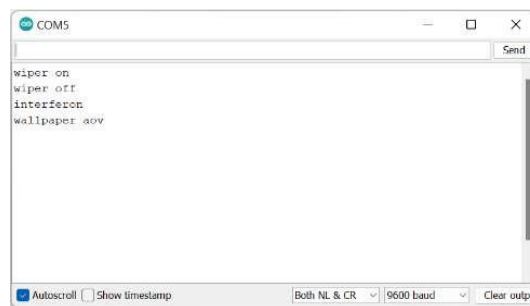 COM5
Send
wiper on
wiper off
interferon
wallpaper aov
Autoscroll Show timestamp Both NL & CR 9600 baud Clear outp